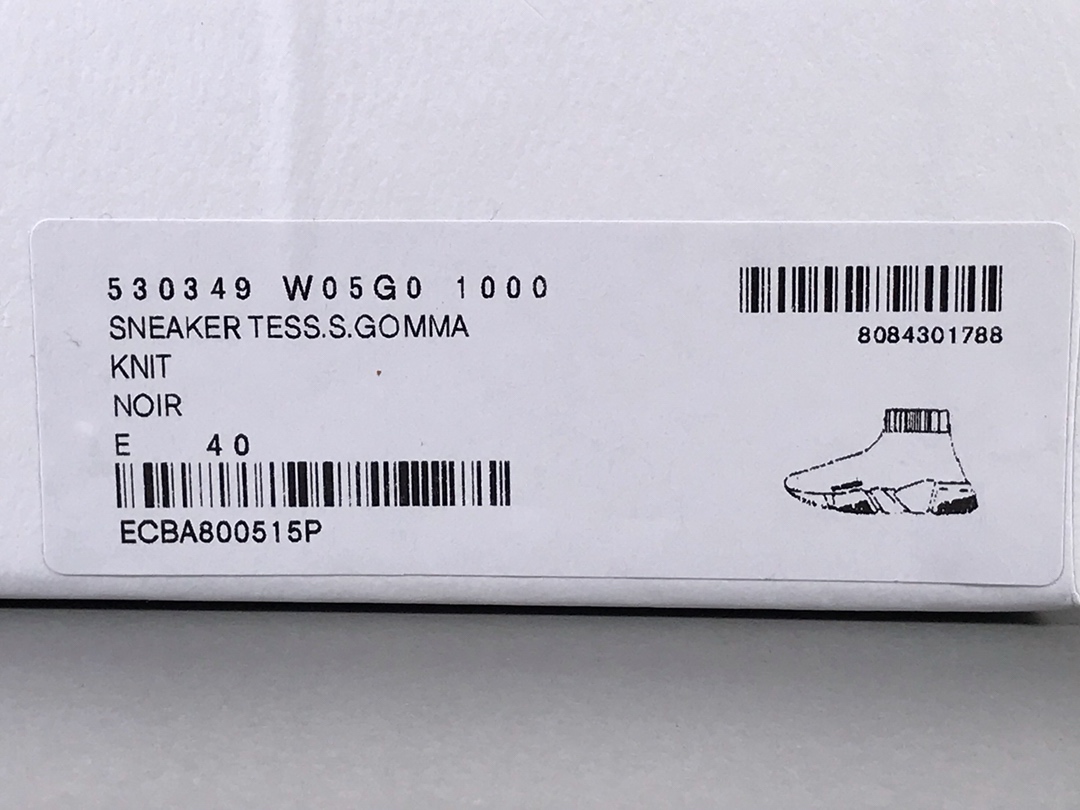 530349 W05G0 1000
SNEAKER TESS.S.GOMMA
KNIT
NOIR
E 40
ECBA800515P
8084301788